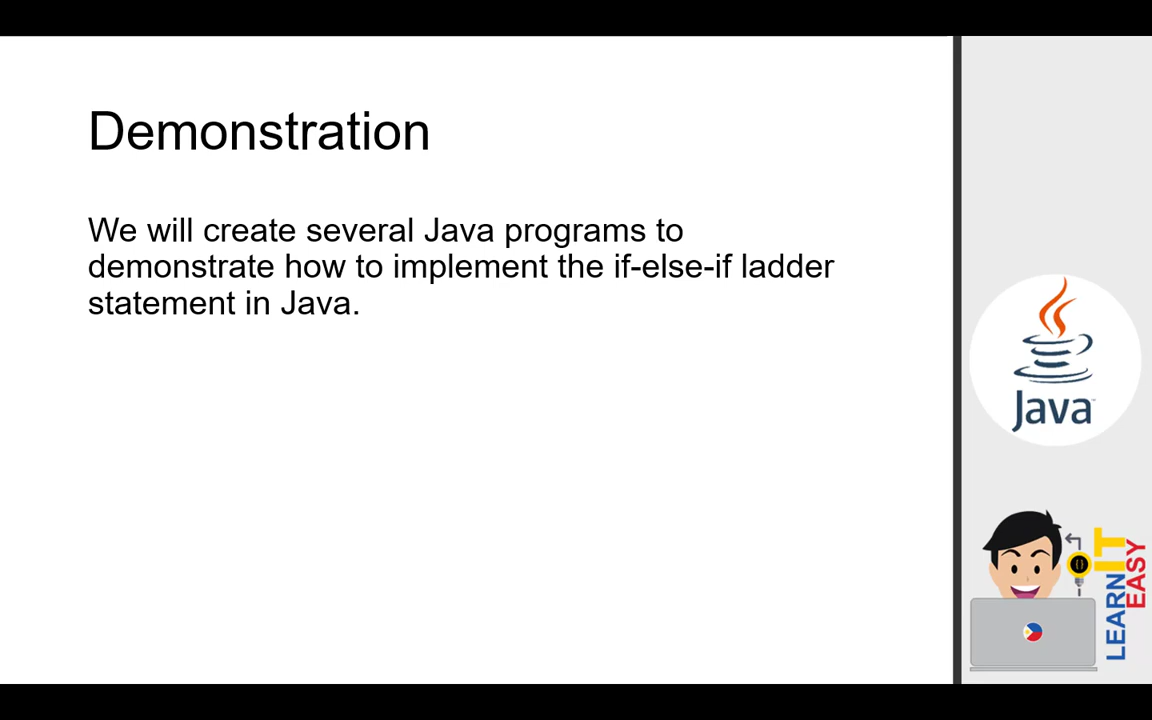 Demonstration
We will create several Java programs to
demonstrate how to implement the if-else-if ladder
statement in Java.
Java
LEARN IT
EASY